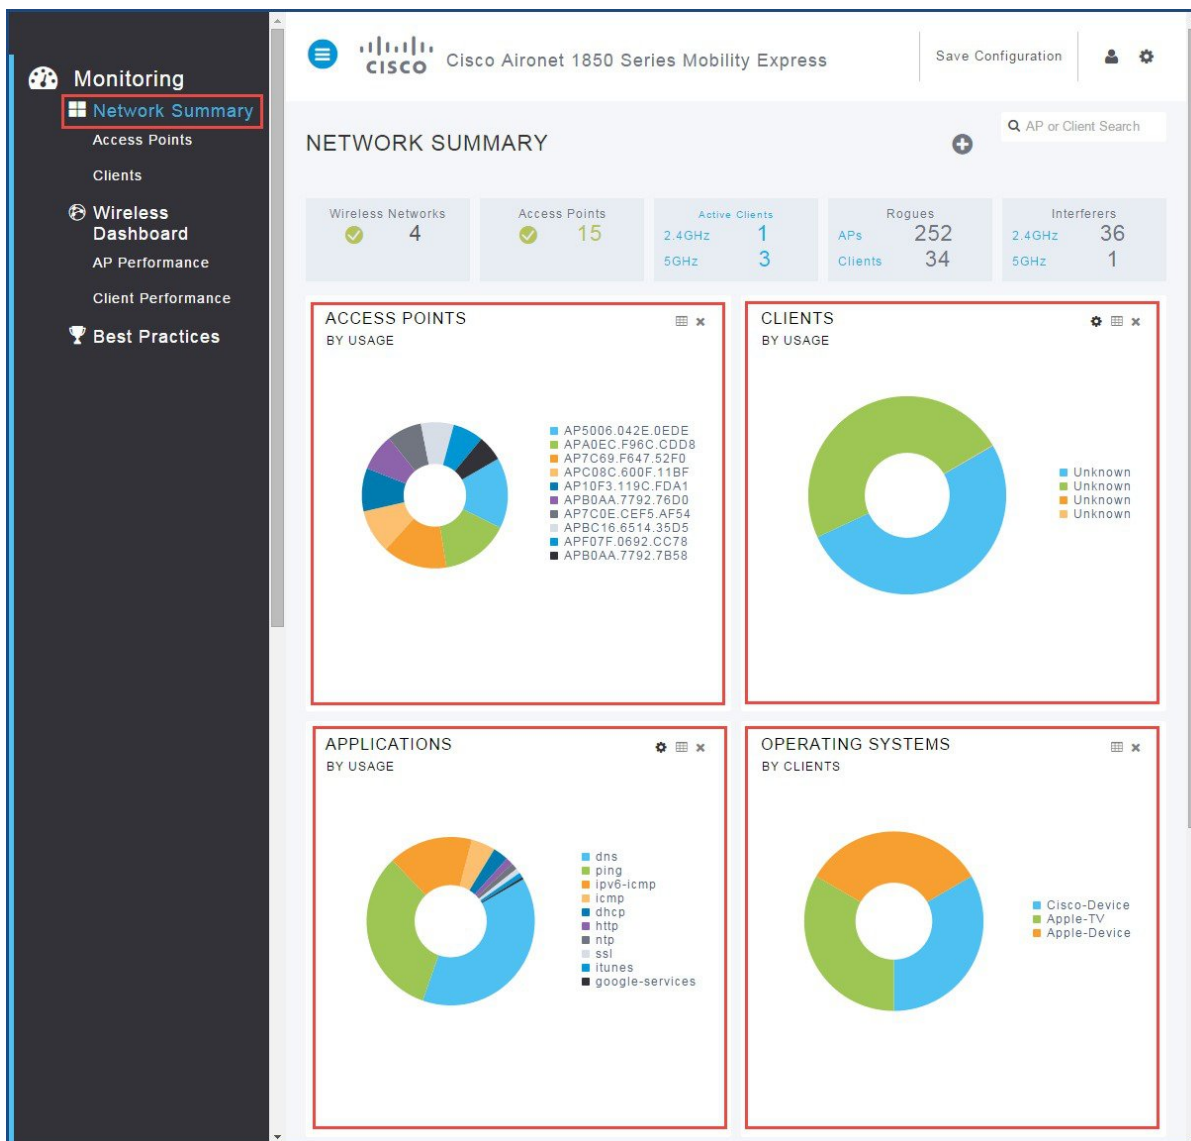 Monitoring
Network Summary
Access Points
Clients
Wireless
Dashboard
AP Performance
Client Performance
Best Practices
CISCO Cisco Aironet 1850 Series Mobility Express
Save Configuration
NETWORK SUMMARY
AP or Client Search
Wireless Networks
4
Access Points
15
Active Clients
2.4GHz 1
5GHz 3
Rogues
APs 252
Clients 34
Interferers
2.4GHz 36
5GHz 1
ACCESS POINTS
BY USAGE
AP5006.042E.0EDE
APA0EC.F96C.CDD8
AP7C69.F647.52F0
APC08C.600F.11BF
AP10F3.119C.FDA1
APB0AA.7792.76D0
AP7C0E.CEF5.AF54
APBC16.6514.35D5
APF07F.0692.CC78
APB0AA.7792.7B58
CLIENTS
BY USAGE
Unknown
Unknown
Unknown
Unknown
APPLICATIONS
BY USAGE
dns
ping
ipv6-icmp
icmp
dhcp
http
ntp
ssl
itunes
google-services
OPERATING SYSTEMS
BY CLIENTS
Cisco-Device
Apple-TV
Apple-Device